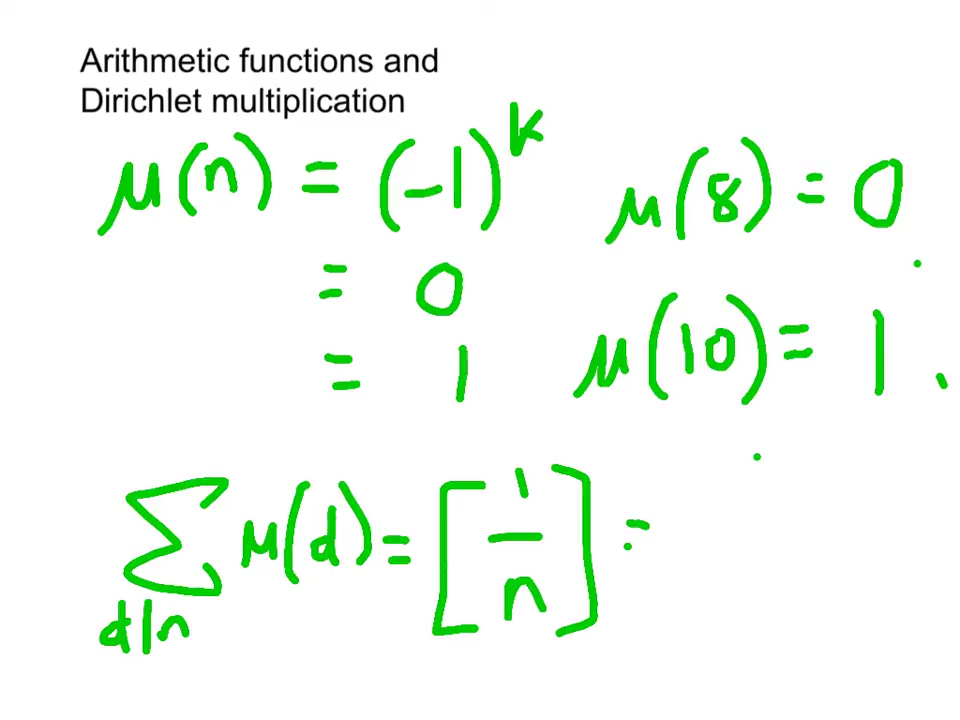 Arithmetic functions and
Dirichlet multiplication
μ(n) = (-1)^k
= 0
= 1
μ(8) = 0
μ(10) = 1
∑_{d|n} μ(d) = [1/n] =